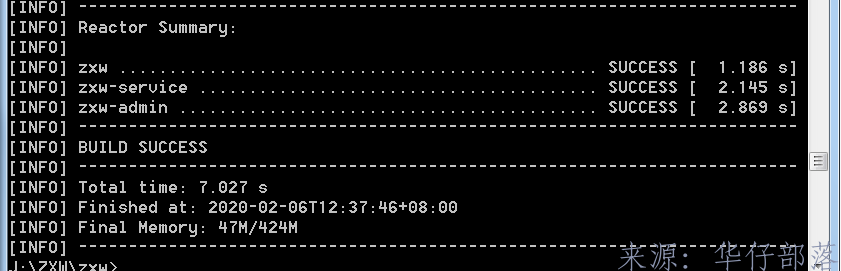 [INFO] ------------------------------------------------------------------------
[INFO] Reactor Summary:
[INFO]
[INFO] zxw ................................................ SUCCESS [  1.186 s]
[INFO] zxw-service ........................................ SUCCESS [  2.145 s]
[INFO] zxw-admin .......................................... SUCCESS [  2.869 s]
[INFO] ------------------------------------------------------------------------
[INFO] BUILD SUCCESS
[INFO] ------------------------------------------------------------------------
[INFO] Total time: 7.027 s
[INFO] Finished at: 2020-02-06T12:37:46+08:00
[INFO] Final Memory: 47M/424M
[INFO] ------------------------------------------------------------------------
J:\ZXW\zxw>
来源: 华仔部落